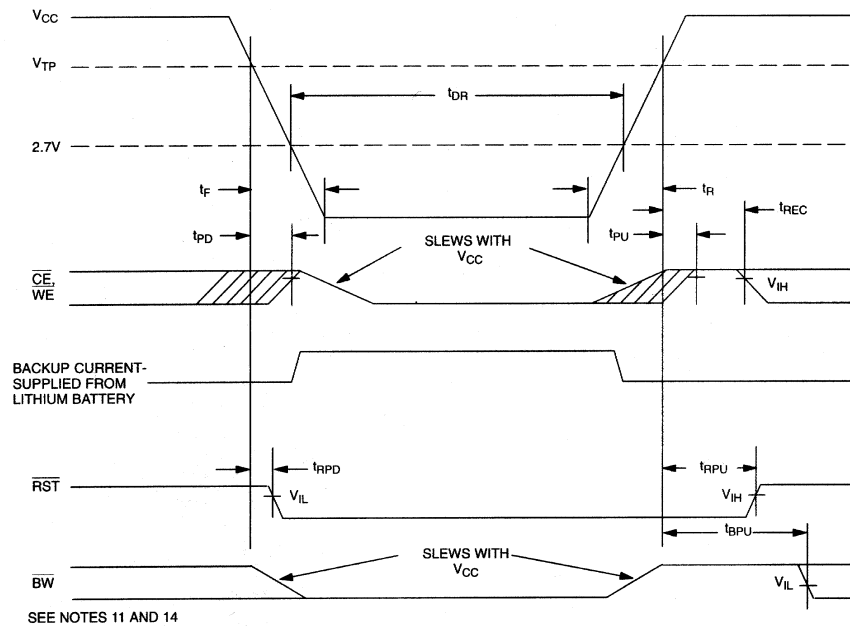 VCC
VTP
tDR
2.7V
tF
tR
tREC
tPD
tPU
SLEWS WITH
VCC
CE,
WE
VIH
BACKUP CURRENT-
SUPPLIED FROM
LITHIUM BATTERY
tRPD
tRPU
RST
VIL
VIH
tBPU
SLEWS WITH
VCC
BW
VIL
SEE NOTES 11 AND 14